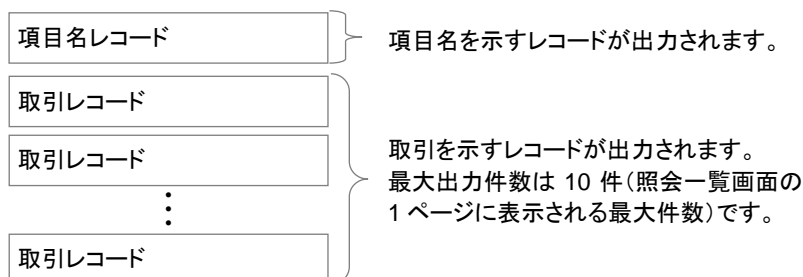 項目名レコード
項目名を示すレコードが出力されます。
取引レコード
取引レコード
取引を示すレコードが出力されます。
最大出力件数は 10 件(照会一覧画面の
1 ページに表示される最大件数)です。
取引レコード